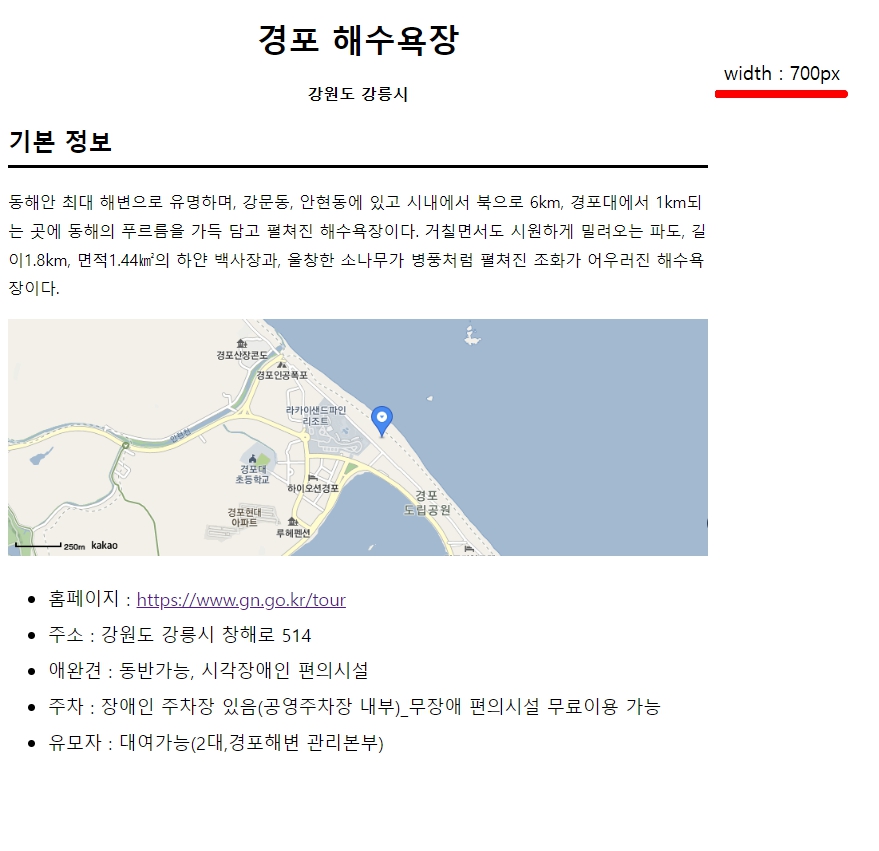 경포 해수욕장
width : 700px
강원도 강릉시
기본 정보
동해안 최대 해변으로 유명하며, 강문동, 안현동에 있고 시내에서 북으로 6km, 경포대에서 1km되
는 곳에 동해의 푸르름을 가득 담고 펼쳐진 해수욕장이다. 거칠면서도 시원하게 밀려오는 파도, 길
이1.8km, 면적1.44㎢의 하얀 백사장과, 울창한 소나무가 병풍처럼 펼쳐진 조화가 어우러진 해수욕
장이다.
경포산장콘도
경포인공폭포
라카이샌드파인
리조트
안현천
경포대
초등학교
하이오션경포
경포
도립공원
경포현대
아파트
루헤펜션
250m kakao
홈페이지 : https://www.gn.go.kr/tour
주소 : 강원도 강릉시 창해로 514
애완견 : 동반가능, 시각장애인 편의시설
주차 : 장애인 주차장 있음(공영주차장 내부)_무장애 편의시설 무료이용 가능
유모자 : 대여가능(2대,경포해변 관리본부)